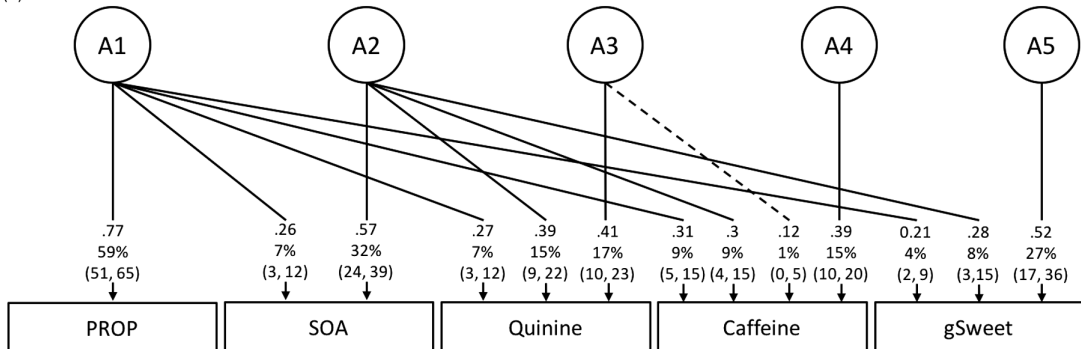 A1 A2 A3 A4 A5
.77 .26 .57 .27 .39 .41 .31 .3 .12 .39 0.21 .28 .52
59% 7% 32% 7% 15% 17% 9% 9% 1% 15% 4% 8% 27%
(51, 65) (3, 12) (24, 39) (3, 12) (9, 22) (10, 23) (5, 15) (4, 15) (0, 5) (10, 20) (2, 9) (3,15) (17, 36)
PROP SOA Quinine Caffeine gSweet